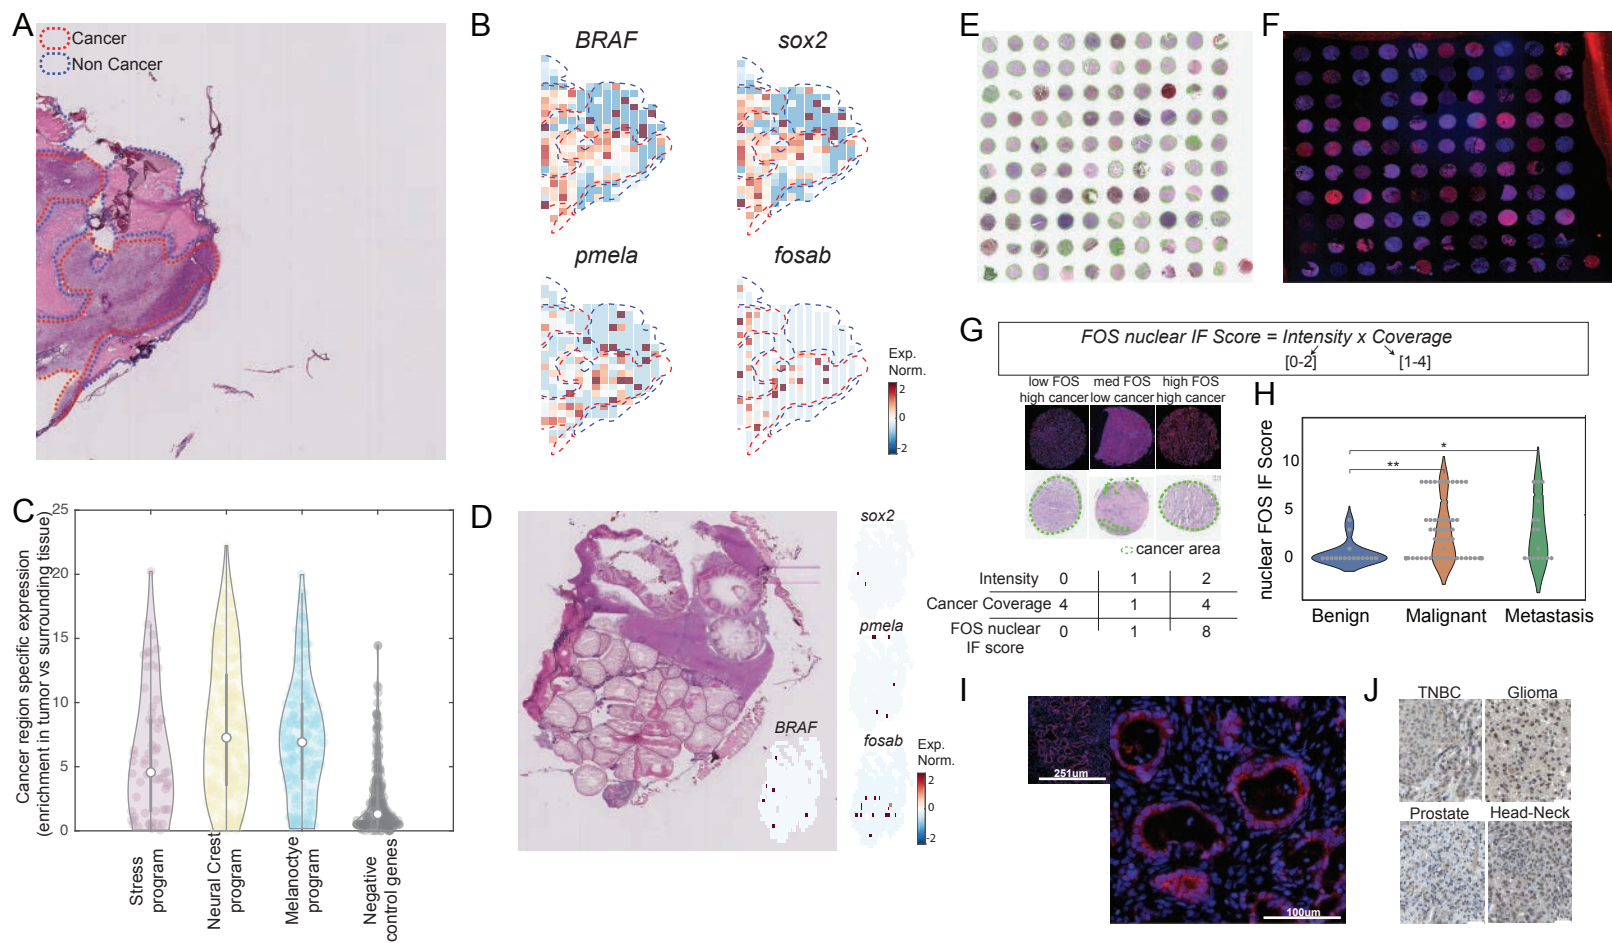 A
Cancer
Non Cancer
B
BRAF
sox2
pmela
fosab
Exp.
Norm.
2
0
-2
C
Cancer region specific expression
(enrichment in tumor vs surrounding tissue)
25
20
15
10
5
0
Stress
program
Neural Crest
program
Melanoctye
program
Negative
control genes
D
sox2
pmela
BRAF
fosab
Exp.
Norm.
2
0
-2
E
F
G
FOS nuclear IF Score = Intensity x Coverage
[0-2]
[1-4]
low FOS med FOS high FOS
high cancer low cancer high cancer
cancer area
Intensity 0 1 2
Cancer Coverage 4 1 4
FOS nuclear
IF score 0 1 8
H
nuclear FOS IF Score
10
5
0
*
**
Benign Malignant Metastasis
I
251um
100um
J
TNBC Glioma
Prostate Head-Neck